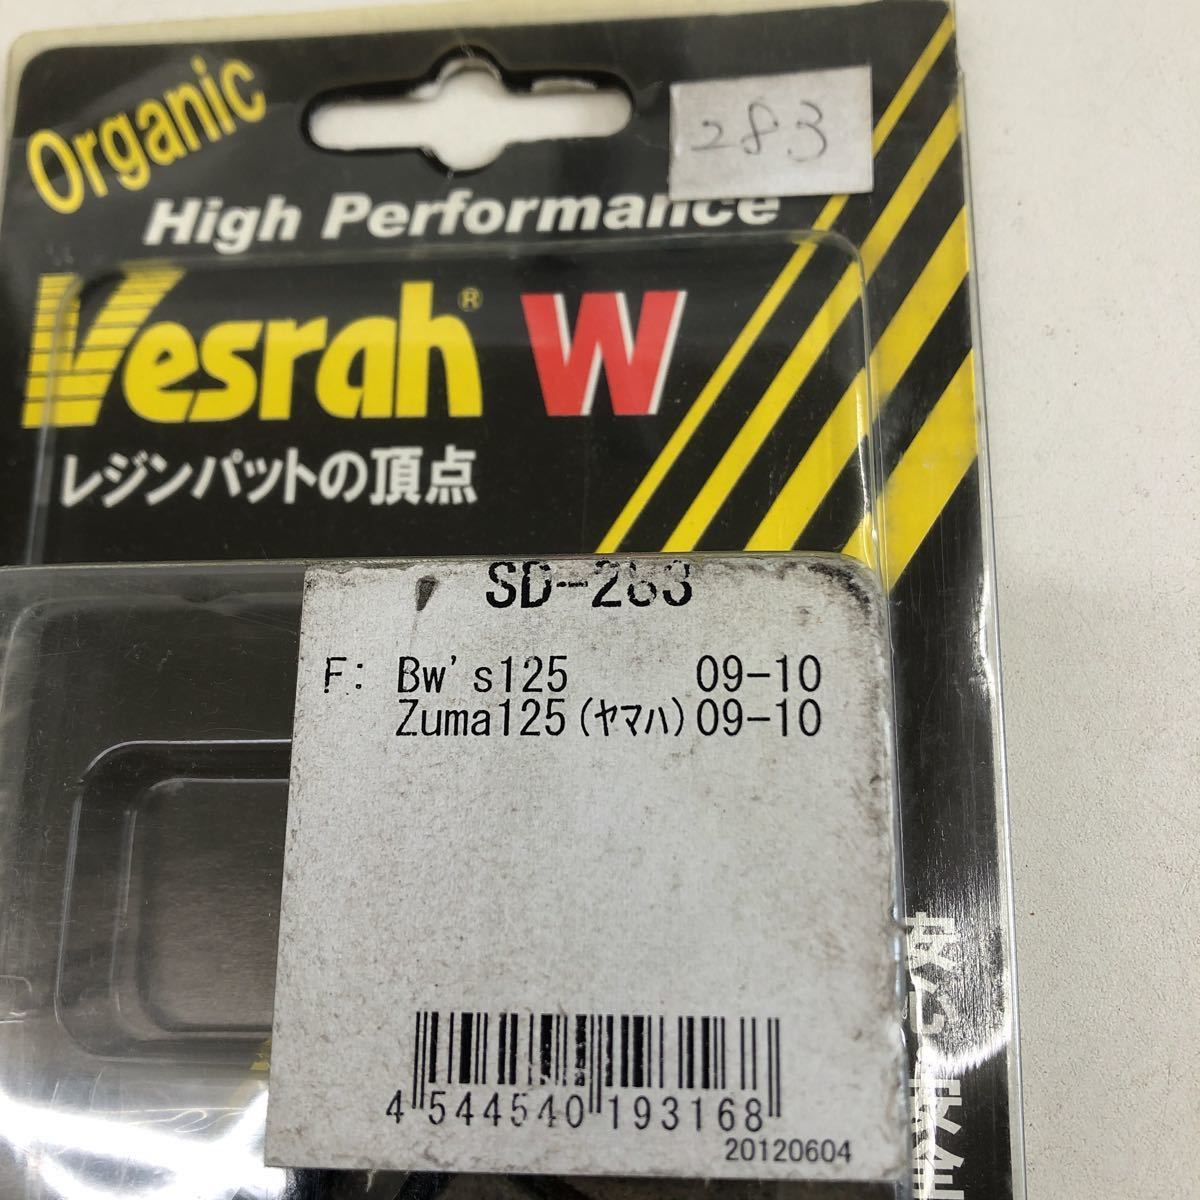 Organic
283
High Performance
Vesrah® W
レジンパットの頂点
SD-283
F: Bw's125 09-10
Zuma125(ヤマハ)09-10
4 544540 193168
20120604